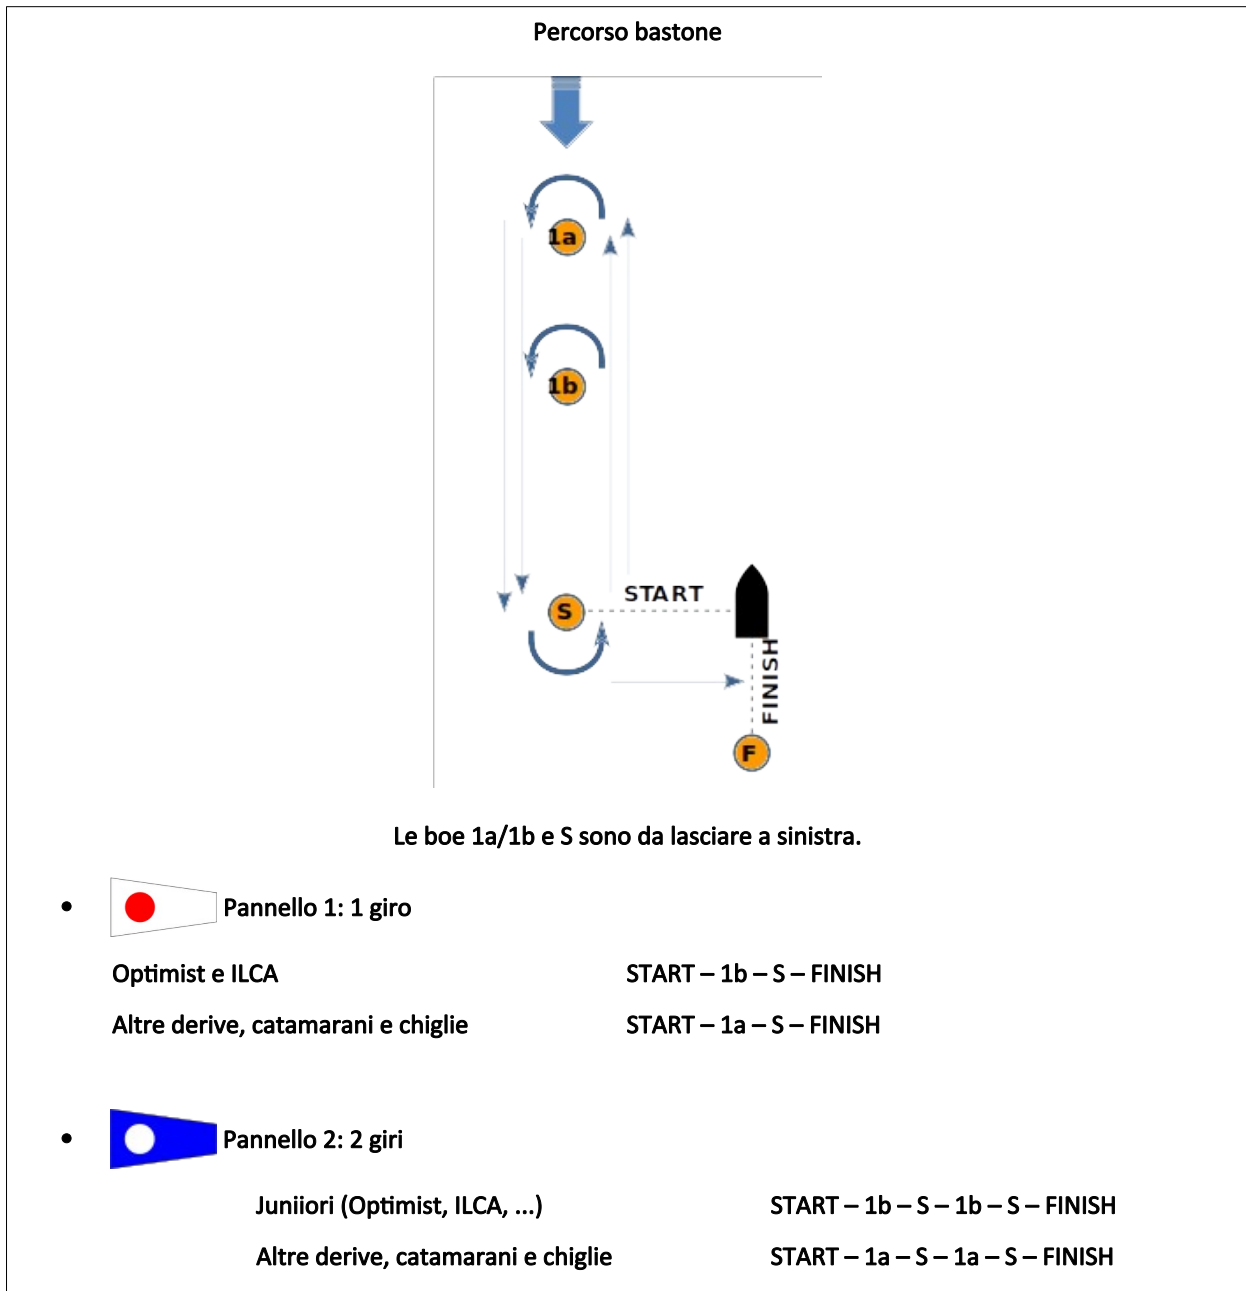 Percorso bastone
1a
1b
S
START
FINISH
F
Le boe 1a/1b e S sono da lasciare a sinistra.
• Pannello 1: 1 giro
Optimist e ILCA START – 1b – S – FINISH
Altre derive, catamarani e chiglie START – 1a – S – FINISH
• Pannello 2: 2 giri
Juniiori (Optimist, ILCA, ...) START – 1b – S – 1b – S – FINISH
Altre derive, catamarani e chiglie START – 1a – S – 1a – S – FINISH